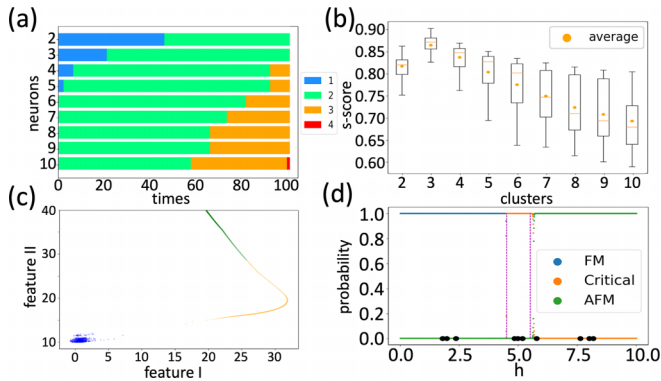 (a)
neurons
2
3
4
5
6
7
8
9
10
0 20 40 60 80 100
times
1
2
3
4
(b)
s-score
0.90
0.85
0.80
0.75
0.70
0.65
0.60
average
2 3 4 5 6 7 8 9 10
clusters
(c)
feature II
40
30
20
10
0 5 10 15 20 25 30
feature I
(d)
probability
1.0
0.8
0.6
0.4
0.2
0.0
FM
Critical
AFM
0.0 2.5 5.0 7.5 10.0
h